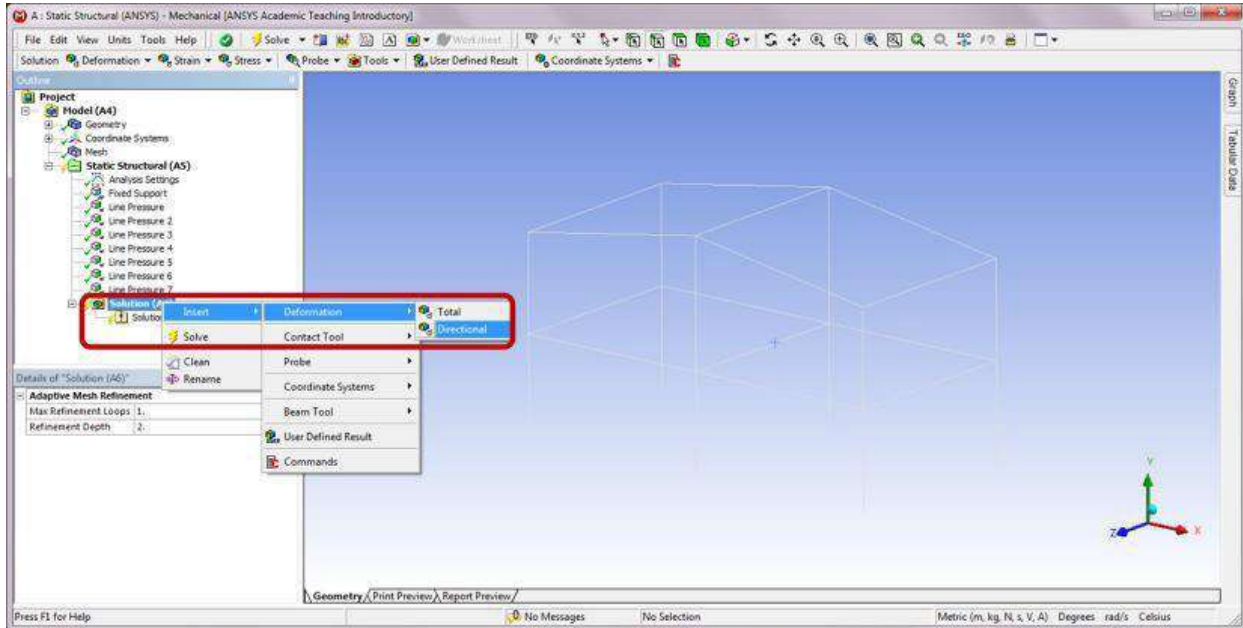 A : Static Structural (ANSYS) - Mechanical [ANSYS Academic Teaching Introductory]
File Edit View Units Tools Help Solve Worksheet
Solution Deformation Strain Stress Probe Tools User Defined Result Coordinate Systems
Outline
Project
Model (A4)
Geometry
Coordinate Systems
Mesh
Static Structural (A5)
Analysis Settings
Fixed Support
Line Pressure
Line Pressure 2
Line Pressure 3
Line Pressure 4
Line Pressure 5
Line Pressure 6
Line Pressure 7
Solution (A6)
Solutio
Insert
Solve
Clean
Rename
Deformation
Contact Tool
Probe
Coordinate Systems
Beam Tool
User Defined Result
Commands
Total
Directional
Details of "Solution (A6)"
Adaptive Mesh Refinement
Max Refinement Loops 1.
Refinement Depth 2.
Graph
Tabular Data
Y
Z
X
Geometry Print Preview Report Preview
Press F1 for Help
No Messages
No Selection
Metric (m, kg, N, s, V, A) Degrees rad/s Celsius